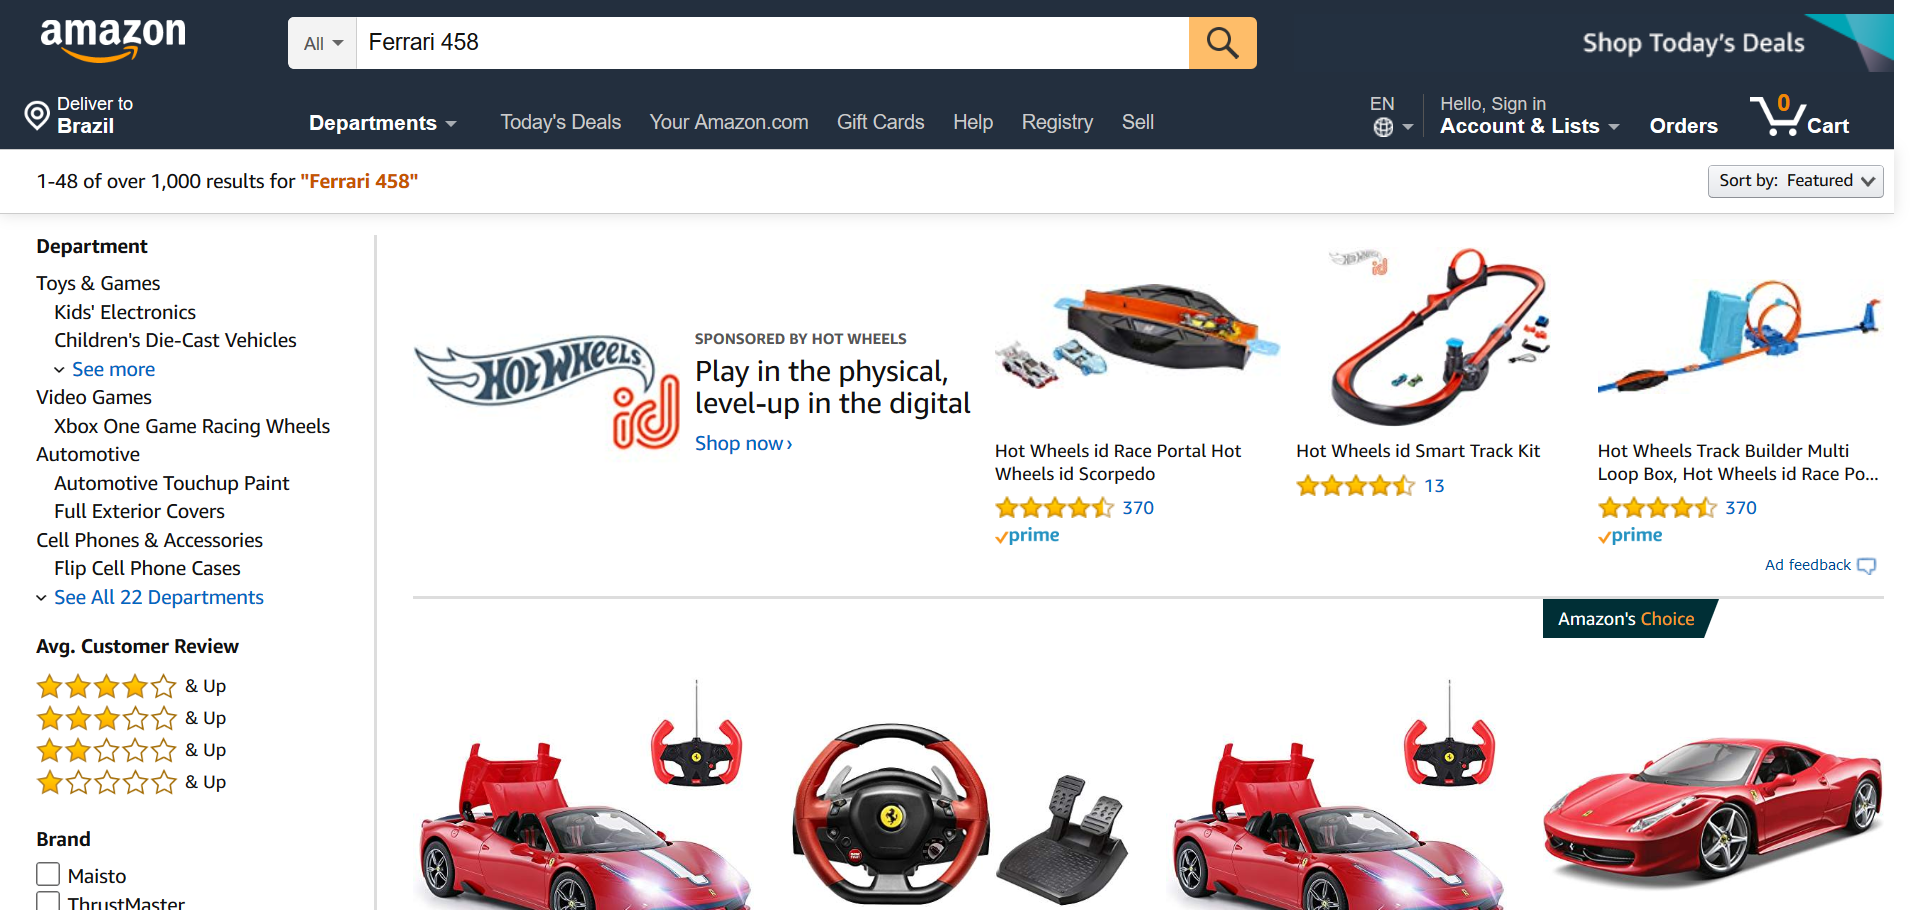 amazon
All
Ferrari 458
Shop Today's Deals
Deliver to
Brazil
Departments
Today's Deals
Your Amazon.com
Gift Cards
Help
Registry
Sell
EN
Hello, Sign in
Account & Lists
Orders
0
Cart
1-48 of over 1,000 results for "Ferrari 458"
Sort by: Featured
Department
Toys & Games
Kids' Electronics
Children's Die-Cast Vehicles
See more
Video Games
Xbox One Game Racing Wheels
Automotive
Automotive Touchup Paint
Full Exterior Covers
Cell Phones & Accessories
Flip Cell Phone Cases
See All 22 Departments
Avg. Customer Review
& Up
& Up
& Up
& Up
Brand
Maisto
ThrustMaster
HOT WHEELS
id
SPONSORED BY HOT WHEELS
Play in the physical,
level-up in the digital
Shop now ›
Hot Wheels id Race Portal Hot
Wheels id Scorpedo
370
prime
HOT WHEELS
id
Hot Wheels id Smart Track Kit
13
Hot Wheels Track Builder Multi
Loop Box, Hot Wheels id Race Po...
370
prime
Ad feedback
Amazon's Choice